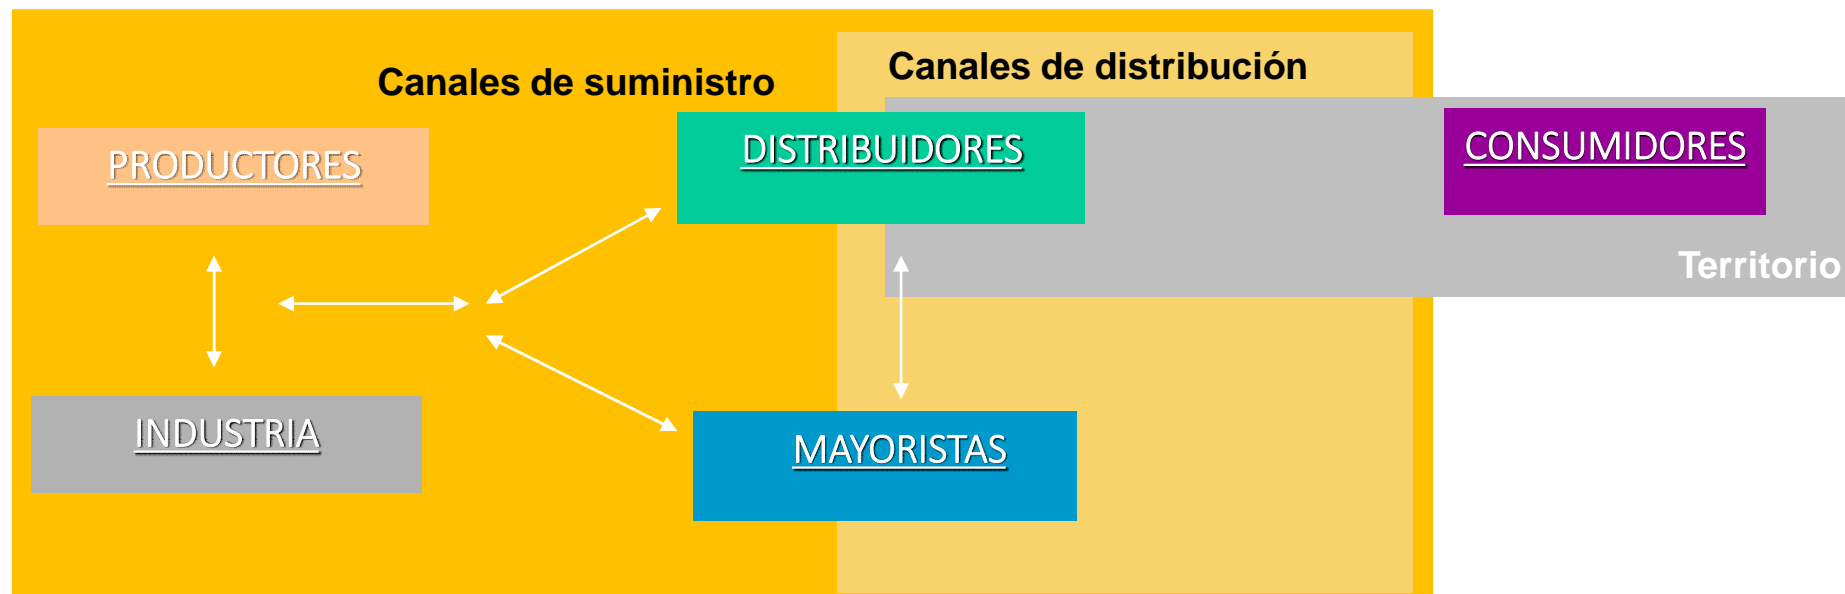 Canales de suministro
Canales de distribución
PRODUCTORES
DISTRIBUIDORES
CONSUMIDORES
Territorio
INDUSTRIA
MAYORISTAS